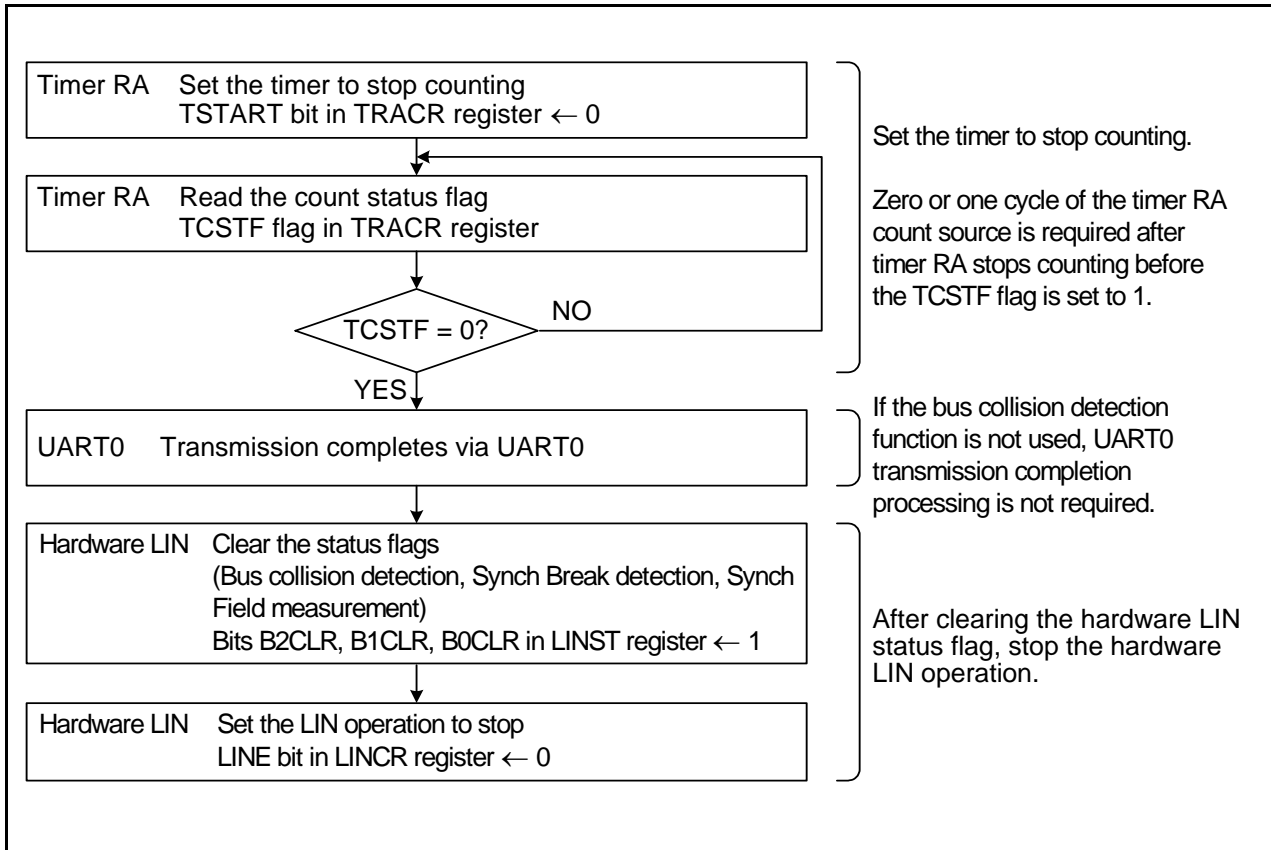 Timer RA Set the timer to stop counting
TSTART bit in TRACR register ← 0
Timer RA Read the count status flag
TCSTF flag in TRACR register
TCSTF = 0?
NO
YES
UART0 Transmission completes via UART0
Hardware LIN Clear the status flags
(Bus collision detection, Synch Break detection, Synch
Field measurement)
Bits B2CLR, B1CLR, B0CLR in LINST register ← 1
Hardware LIN Set the LIN operation to stop
LINE bit in LINCR register ← 0
Set the timer to stop counting.
Zero or one cycle of the timer RA
count source is required after
timer RA stops counting before
the TCSTF flag is set to 1.
If the bus collision detection
function is not used, UART0
transmission completion
processing is not required.
After clearing the hardware LIN
status flag, stop the hardware
LIN operation.